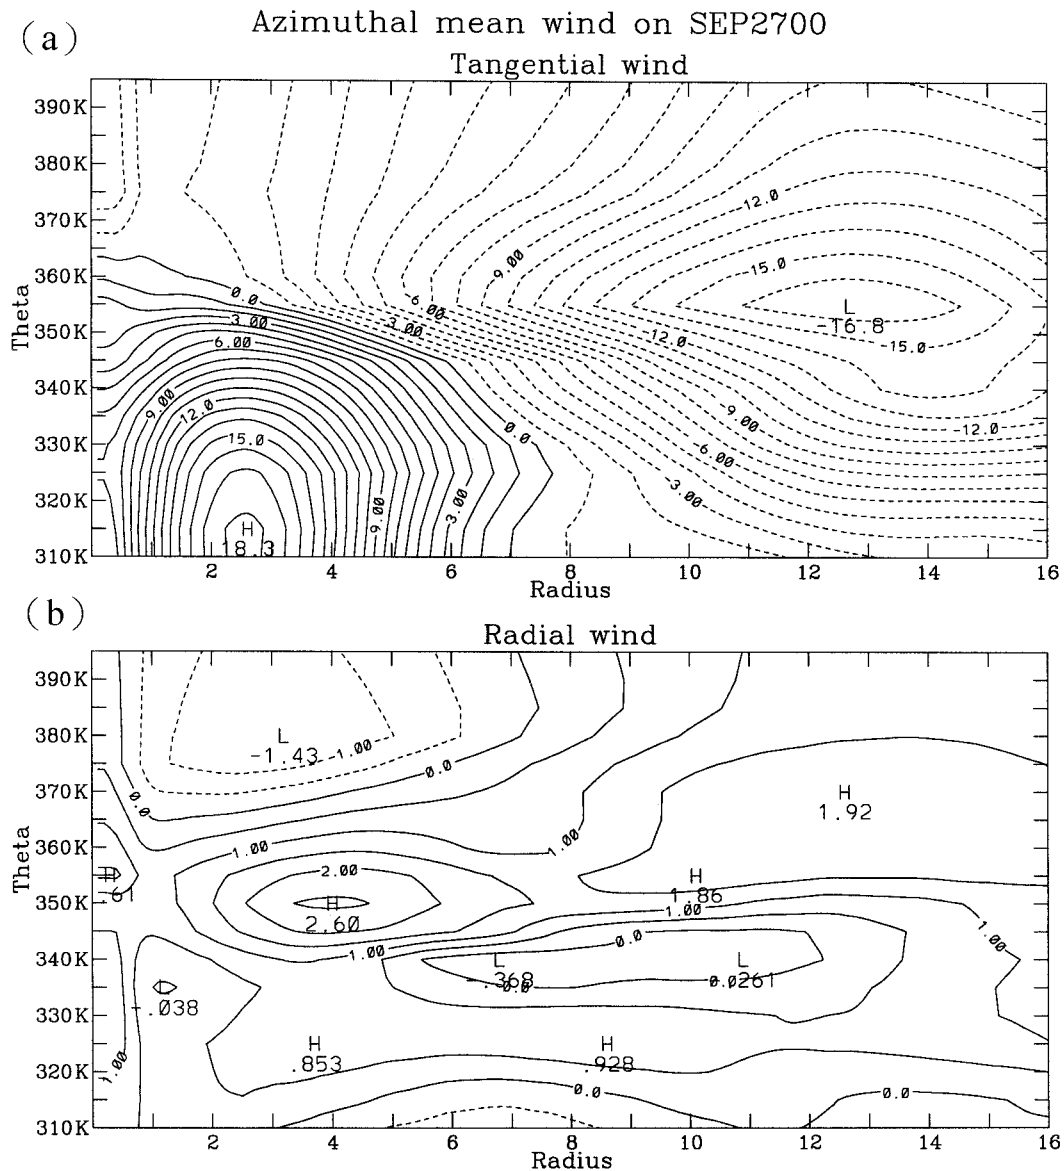 Azimuthal mean wind on SEP2700
(a)
Tangential wind
390K
380K
370K
360K
350K
340K
330K
320K
310K
Theta
12.0
9.00
15.0
0.0
6.00
3.00
3.00
L
-16.8
6.00
12.0
15.0
9.00
12.0
9.00
0.0
12.0
15.0
6.00
9.00
3.00
3.00
H
18.3
2 4 6 8 10 12 14 16
Radius
(b)
Radial wind
390K
380K
370K
360K
350K
340K
330K
320K
310K
Theta
L
-1.43
1.00
0.0
0.0
H
1.92
1.00
1.00
2.00
H
.61
H
1.86
H
2.60
1.00
1.00
0.0
1.00
L
-.368
0.0
L
0.0
-.038
H
.853
H
.928
1.00
0.0
0.0
2 4 6 8 10 12 14 16
Radius